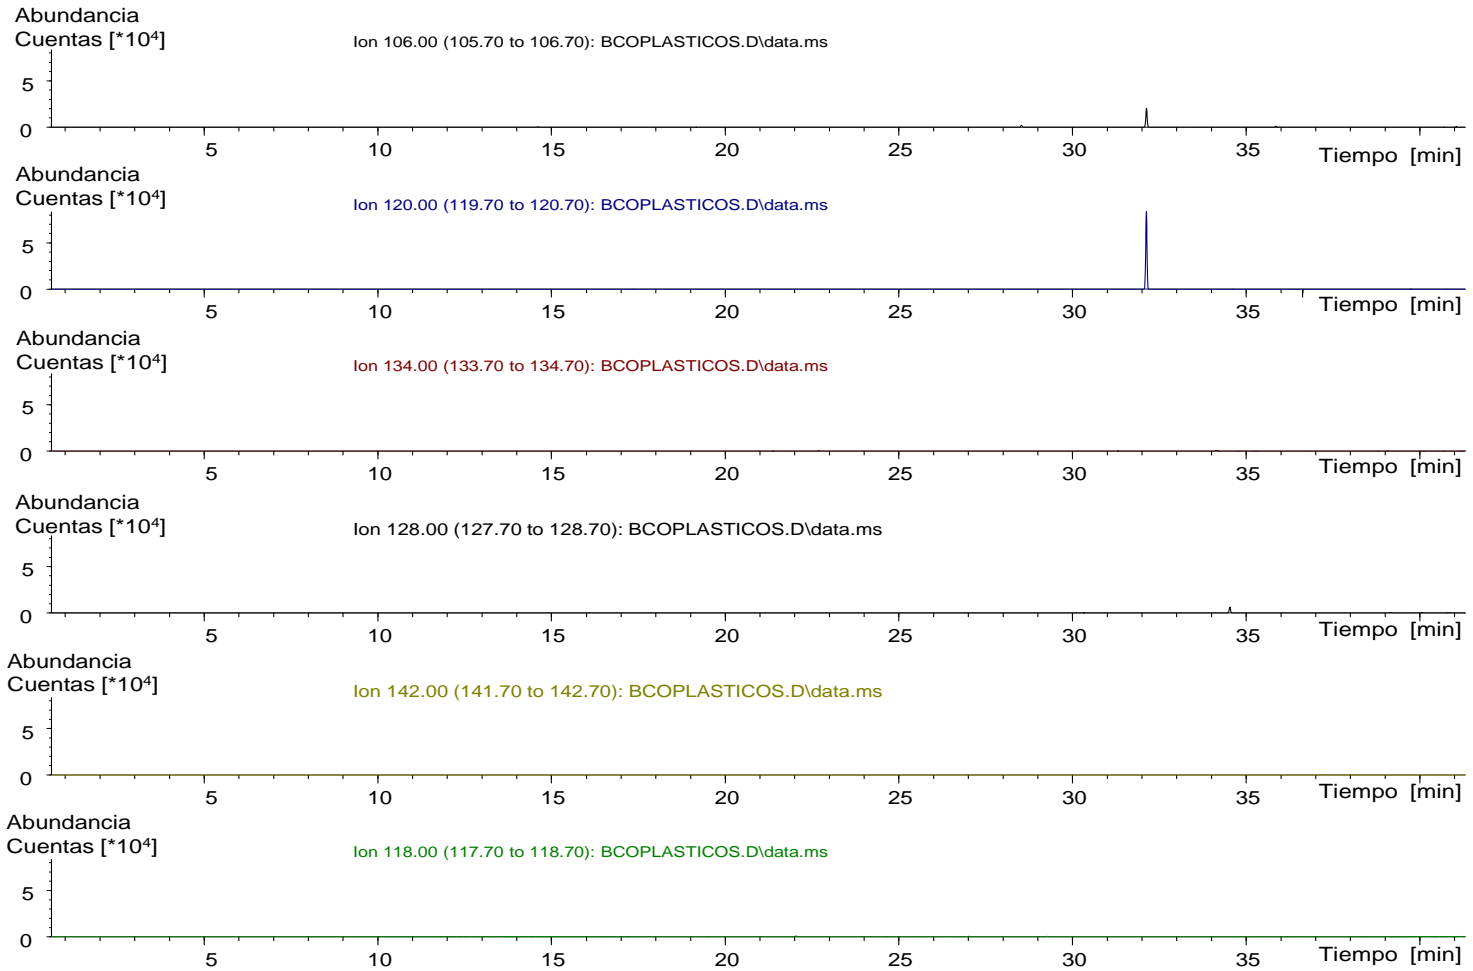 Abundancia
Cuentas [*10⁴]
Ion 106.00 (105.70 to 106.70): BCOPLASTICOS.D\data.ms
5
0
5 10 15 20 25 30 35 Tiempo [min]
Abundancia
Cuentas [*10⁴]
Ion 120.00 (119.70 to 120.70): BCOPLASTICOS.D\data.ms
5
0
5 10 15 20 25 30 35 Tiempo [min]
Abundancia
Cuentas [*10⁴]
Ion 134.00 (133.70 to 134.70): BCOPLASTICOS.D\data.ms
5
0
5 10 15 20 25 30 35 Tiempo [min]
Abundancia
Cuentas [*10⁴]
Ion 128.00 (127.70 to 128.70): BCOPLASTICOS.D\data.ms
5
0
5 10 15 20 25 30 35 Tiempo [min]
Abundancia
Cuentas [*10⁴]
Ion 142.00 (141.70 to 142.70): BCOPLASTICOS.D\data.ms
5
0
5 10 15 20 25 30 35 Tiempo [min]
Abundancia
Cuentas [*10⁴]
Ion 118.00 (117.70 to 118.70): BCOPLASTICOS.D\data.ms
5
0
5 10 15 20 25 30 35 Tiempo [min]